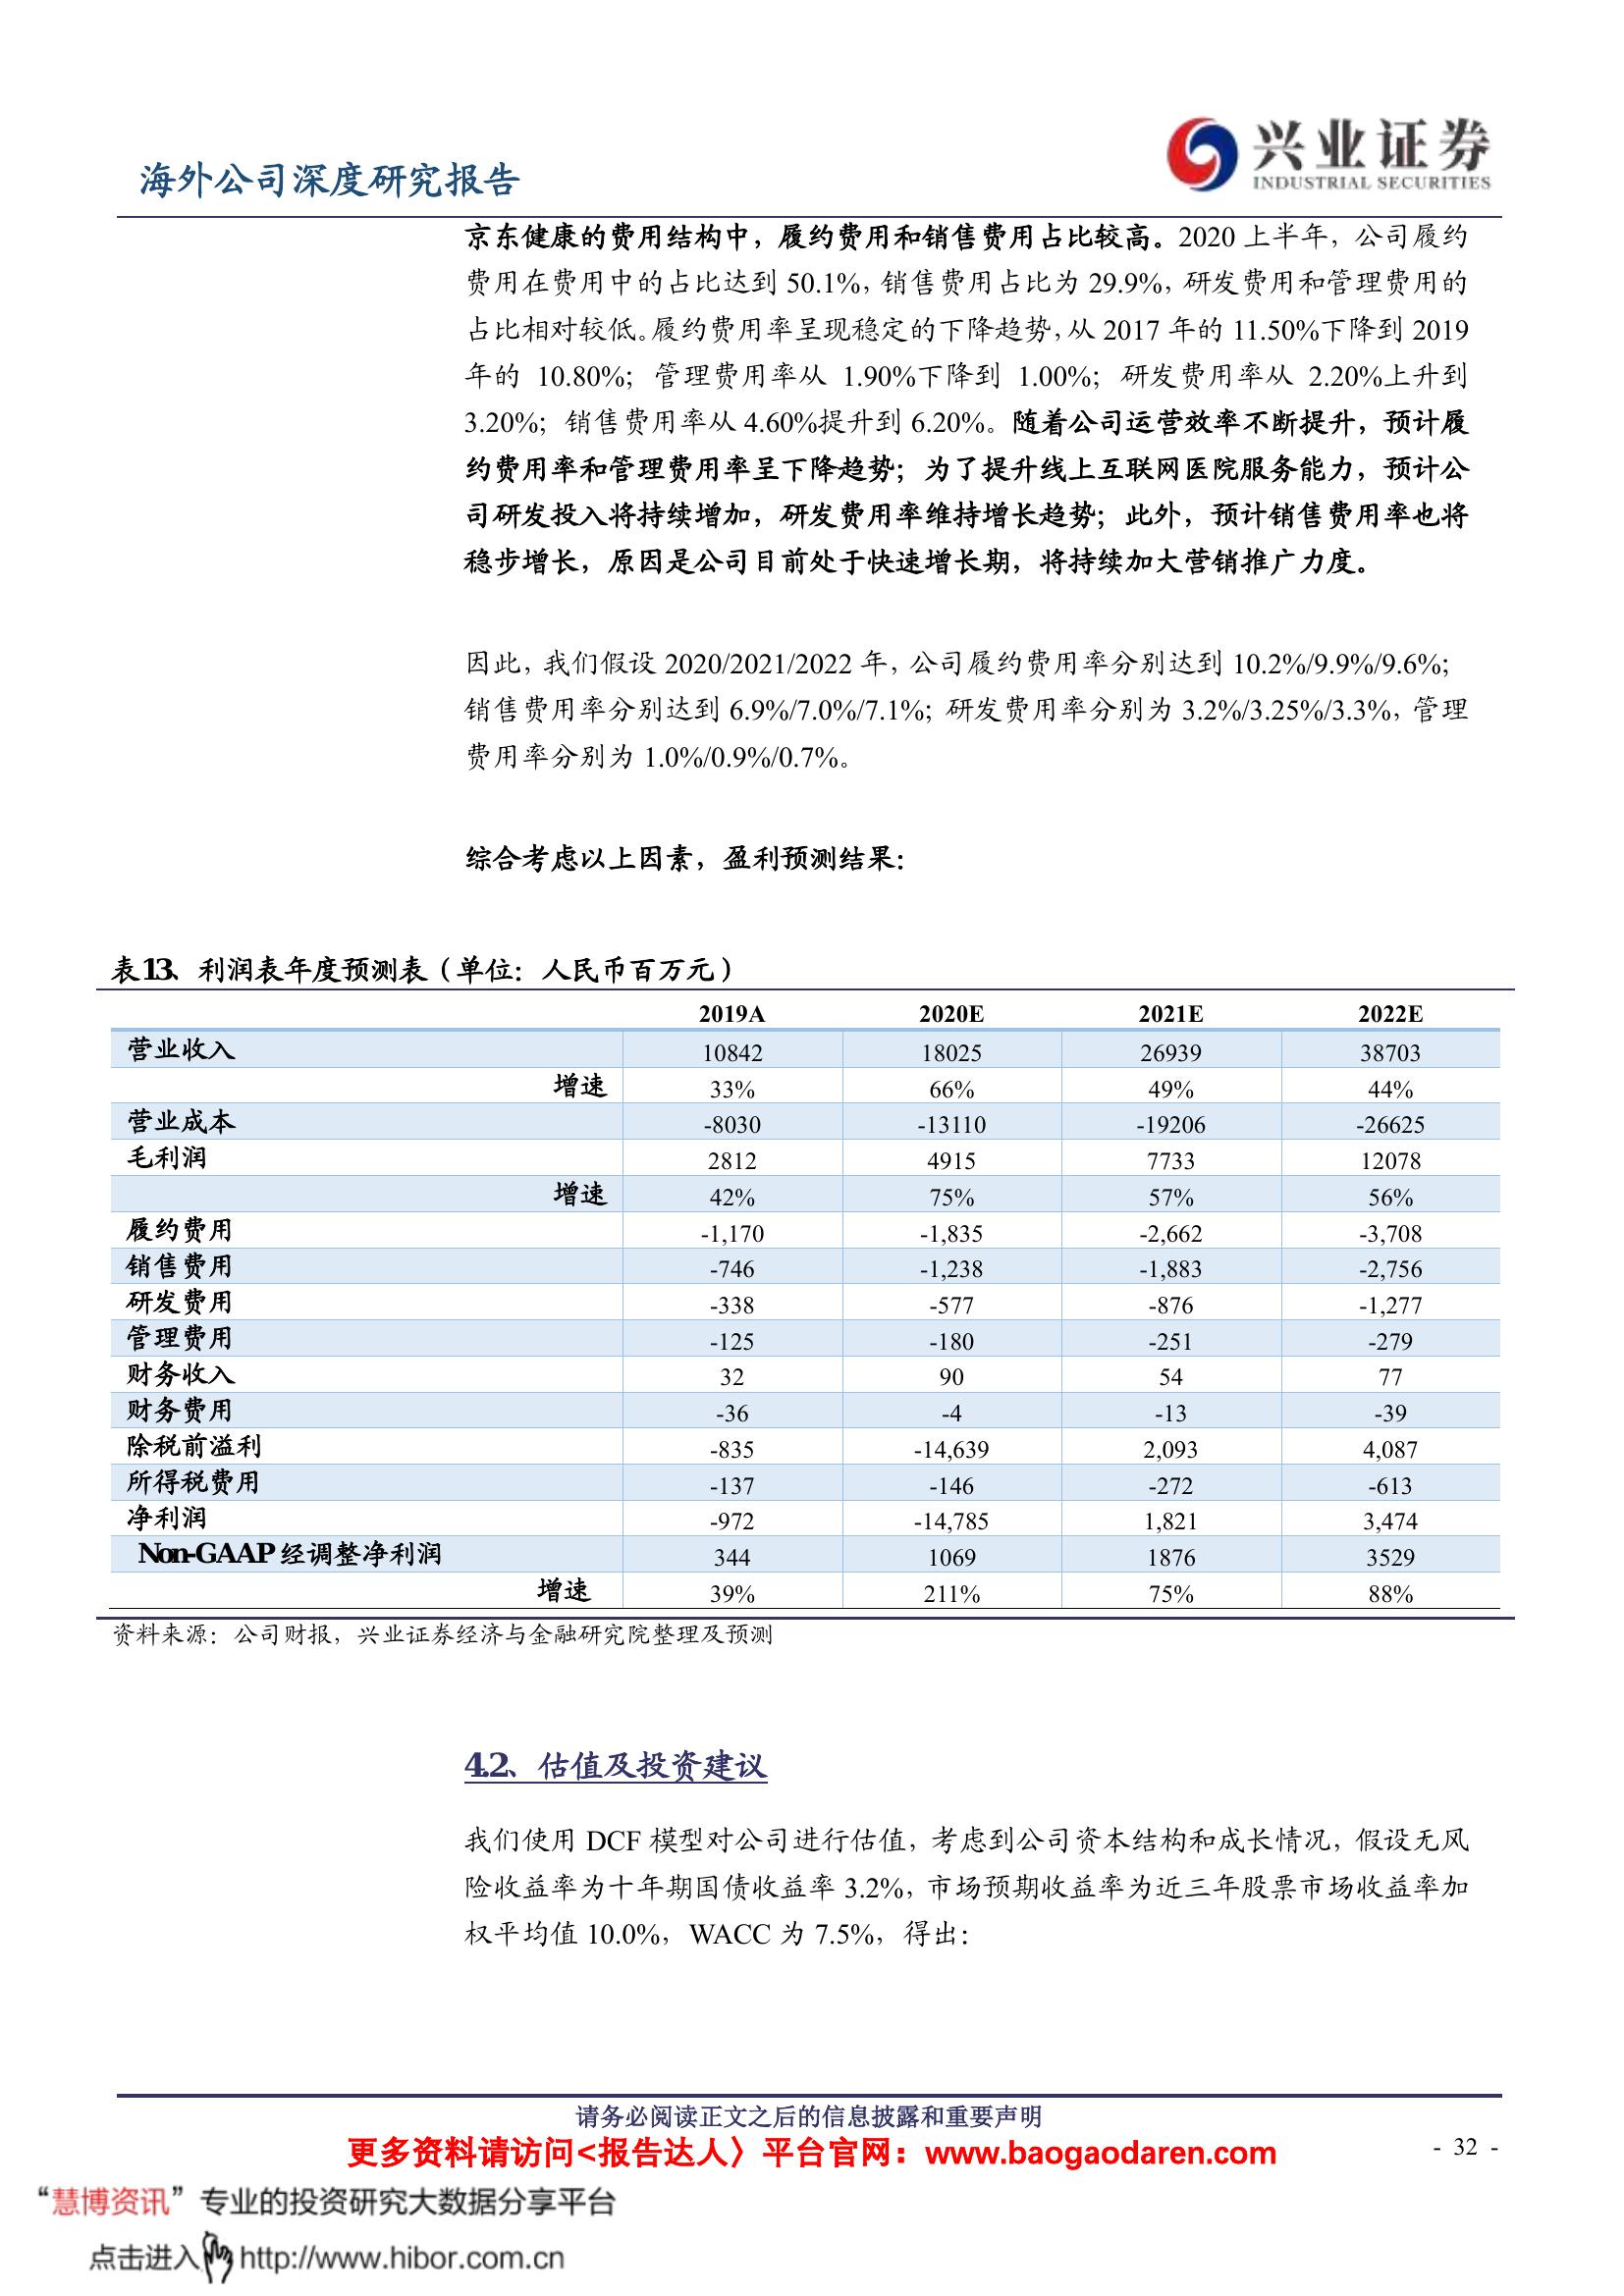 海外公司深度研究报告
兴业证券
INDUSTRIAL SECURITIES
京东健康的费用结构中，履约费用和销售费用占比较高。2020 上半年，公司履约
费用在费用中的占比达到 50.1%，销售费用占比为 29.9%，研发费用和管理费用的
占比相对较低。履约费用率呈现稳定的下降趋势，从 2017 年的 11.50%下降到 2019
年的 10.80%；管理费用率从 1.90%下降到 1.00%；研发费用率从 2.20%上升到
3.20%；销售费用率从 4.60%提升到 6.20%。随着公司运营效率不断提升，预计履
约费用率和管理费用率呈下降趋势；为了提升线上互联网医院服务能力，预计公
司研发投入将持续增加，研发费用率维持增长趋势；此外，预计销售费用率也将
稳步增长，原因是公司目前处于快速增长期，将持续加大营销推广力度。
因此，我们假设 2020/2021/2022 年，公司履约费用率分别达到 10.2%/9.9%/9.6%；
销售费用率分别达到 6.9%/7.0%/7.1%；研发费用率分别为 3.2%/3.25%/3.3%，管理
费用率分别为 1.0%/0.9%/0.7%。
综合考虑以上因素，盈利预测结果：
表13、利润表年度预测表（单位：人民币百万元）
2019A 2020E 2021E 2022E
营业收入 10842 18025 26939 38703
增速 33% 66% 49% 44%
营业成本 -8030 -13110 -19206 -26625
毛利润 2812 4915 7733 12078
增速 42% 75% 57% 56%
履约费用 -1,170 -1,835 -2,662 -3,708
销售费用 -746 -1,238 -1,883 -2,756
研发费用 -338 -577 -876 -1,277
管理费用 -125 -180 -251 -279
财务收入 32 90 54 77
财务费用 -36 -4 -13 -39
除税前溢利 -835 -14,639 2,093 4,087
所得税费用 -137 -146 -272 -613
净利润 -972 -14,785 1,821 3,474
Non-GAAP 经调整净利润 344 1069 1876 3529
增速 39% 211% 75% 88%
资料来源：公司财报，兴业证券经济与金融研究院整理及预测
4.2、估值及投资建议
我们使用 DCF 模型对公司进行估值，考虑到公司资本结构和成长情况，假设无风
险收益率为十年期国债收益率 3.2%，市场预期收益率为近三年股票市场收益率加
权平均值 10.0%，WACC 为 7.5%，得出：
请务必阅读正文之后的信息披露和重要声明
更多资料请访问<报告达人〉平台官网：www.baogaodaren.com
- 32 -
“慧博资讯”专业的投资研究大数据分享平台
点击进入 http://www.hibor.com.cn